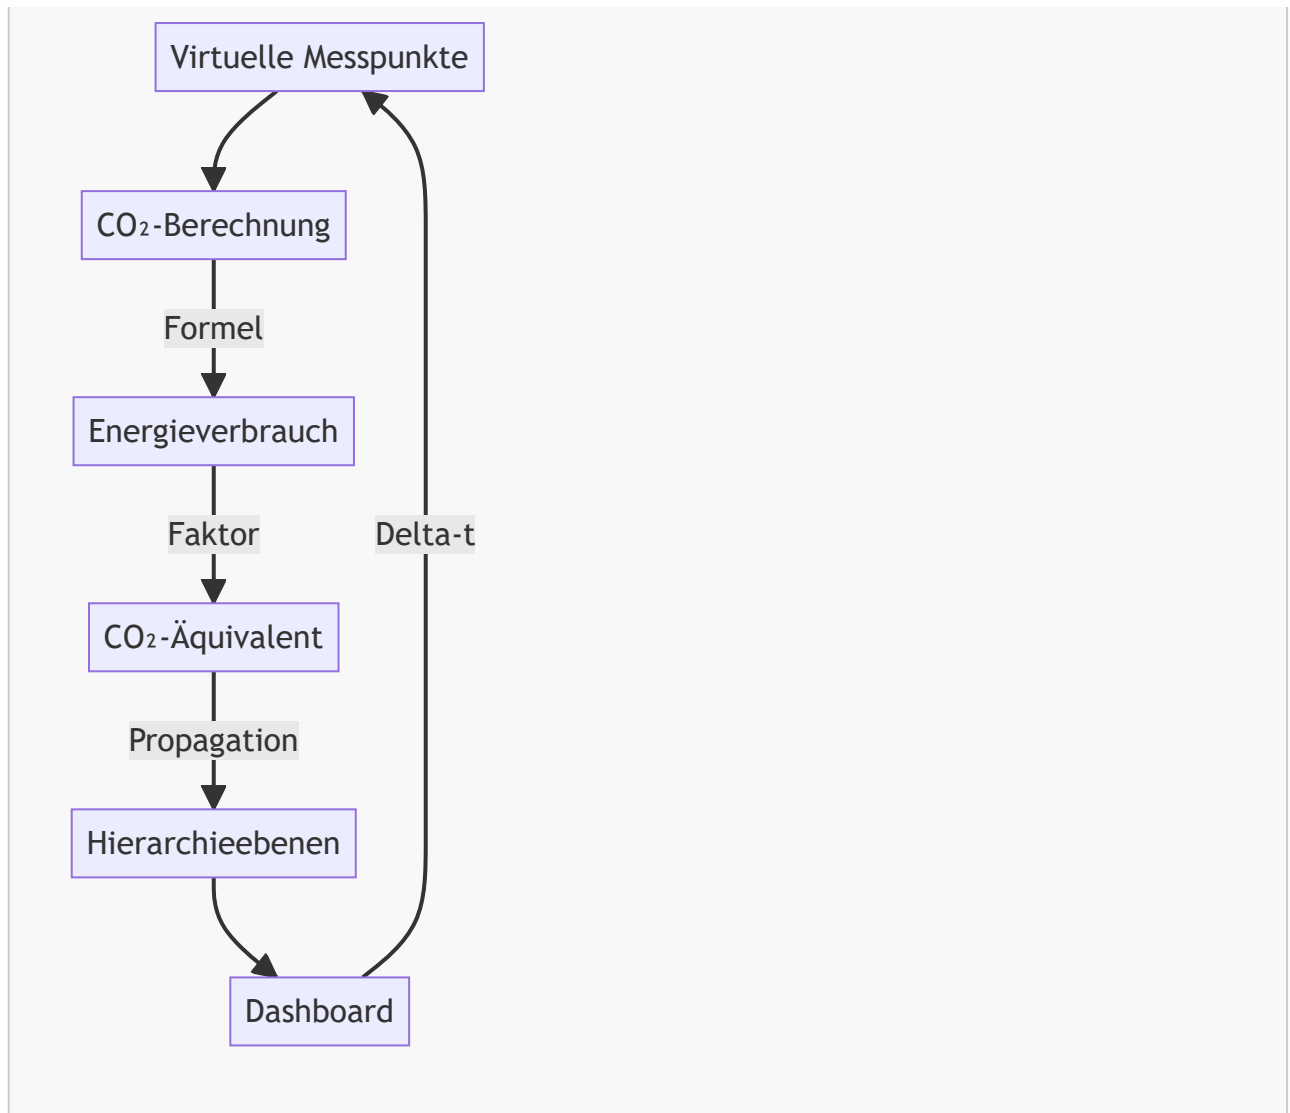 Virtuelle Messpunkte
CO₂-Berechnung
Formel
Energieverbrauch
Faktor
Delta-t
CO₂-Äquivalent
Propagation
Hierarchieebenen
Dashboard